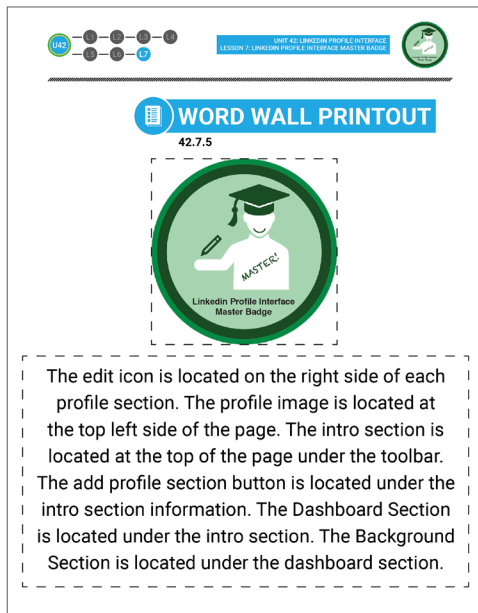 U42
L1
L2
L3
L4
L5
L6
L7
UNIT 42: LINKEDIN PROFILE INTERFACE
LESSON 7: LINKEDIN PROFILE INTERFACE MASTER BADGE
WORD WALL PRINTOUT
42.7.5
MASTER!
Linkedin Profile Interface
Master Badge
The edit icon is located on the right side of each
profile section. The profile image is located at
the top left side of the page. The intro section is
located at the top of the page under the toolbar.
The add profile section button is located under the
intro section information. The Dashboard Section
is located under the intro section. The Background
Section is located under the dashboard section.